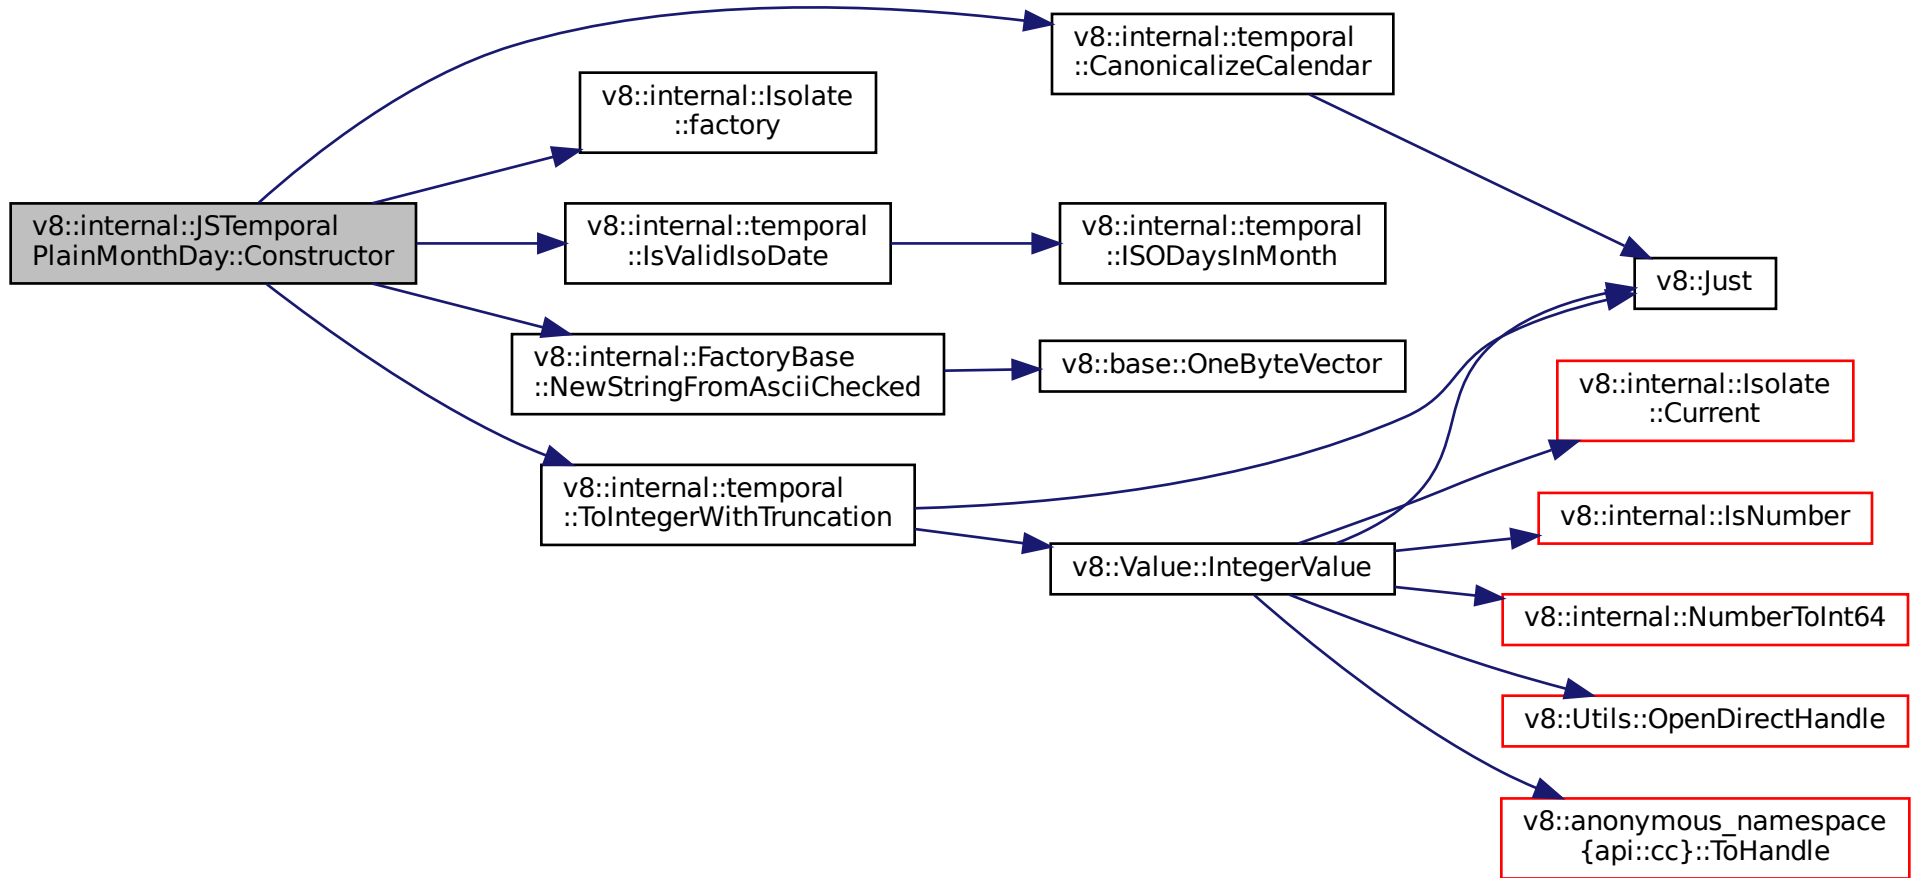 v8::internal::JSTemporal
PlainMonthDay::Constructor
v8::internal::temporal
::CanonicalizeCalendar
v8::internal::Isolate
::factory
v8::internal::temporal
::IsValidIsoDate
v8::internal::temporal
::ISODaysInMonth
v8::Just
v8::internal::FactoryBase
::NewStringFromAsciiChecked
v8::base::OneByteVector
v8::internal::temporal
::ToIntegerWithTruncation
v8::Value::IntegerValue
v8::internal::Isolate
::Current
v8::internal::IsNumber
v8::internal::NumberToInt64
v8::Utils::OpenDirectHandle
v8::anonymous_namespace
{api::cc}::ToHandle